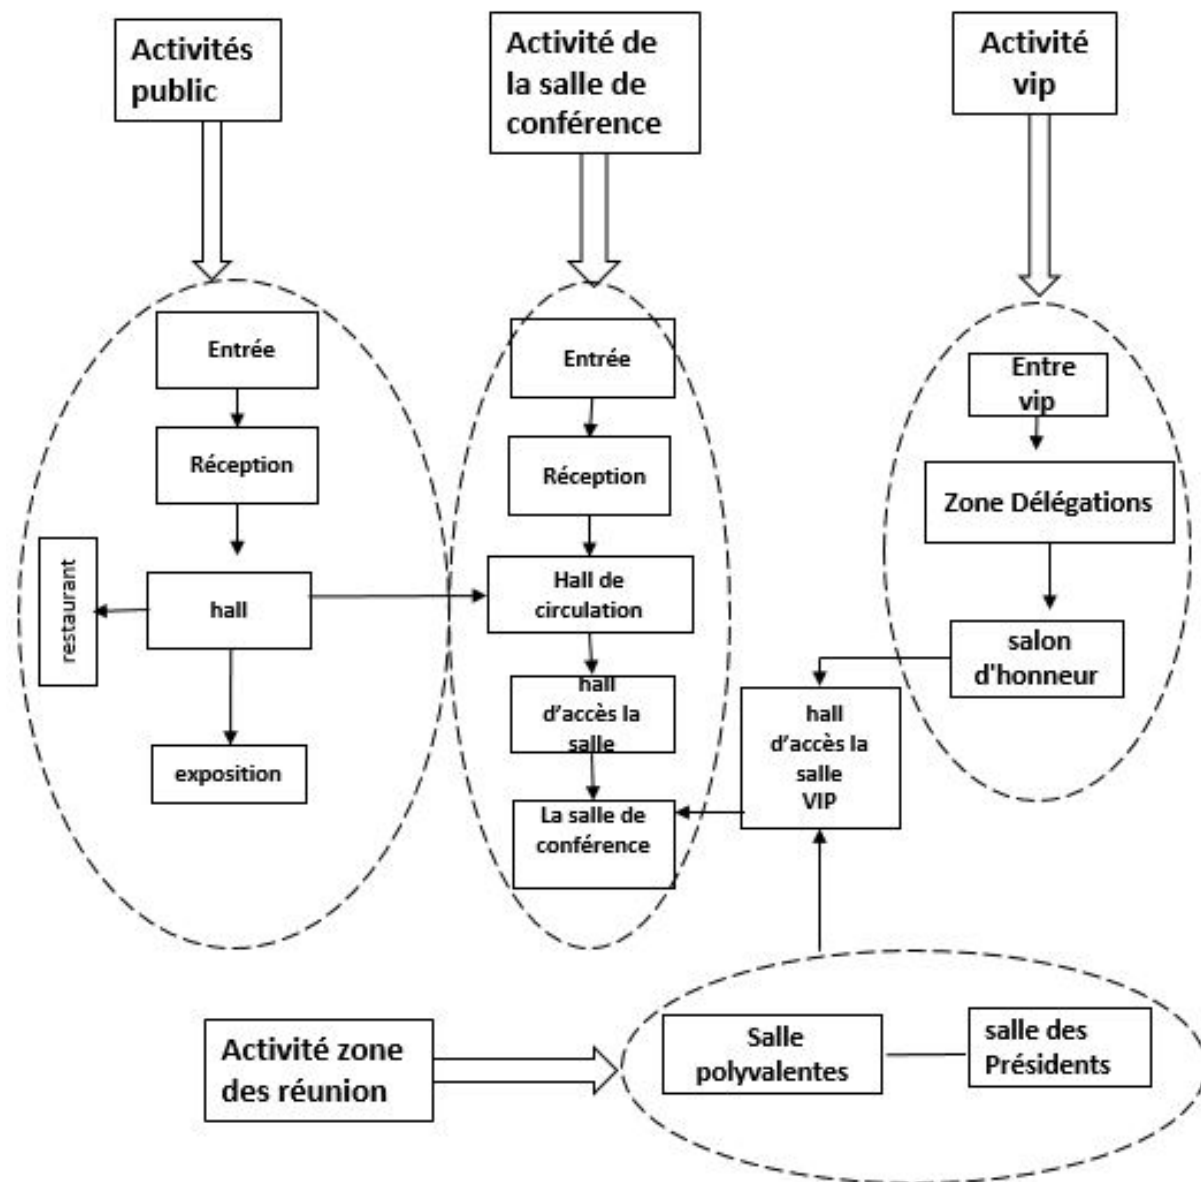 Activités
public
Activité de
la salle de
conférence
Activité
vip
Entrée
Réception
restaurant
hall
exposition
Entrée
Réception
Hall de
circulation
hall
d'accès la
salle
La salle de
conférence
Entre
vip
Zone Délégations
salon
d'honneur
hall
d'accès la
salle
VIP
Activité zone
des réunion
Salle
polyvalentes
salle des
Présidents